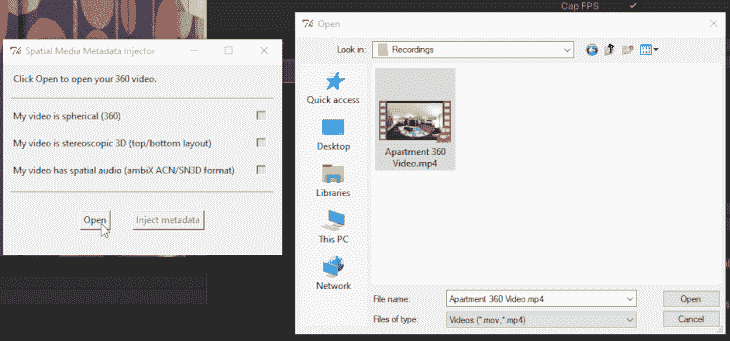 Cap FPS
Spatial Media Metadata Injector
Click Open to open your 360 video.
My video is spherical (360)
My video is stereoscopic 3D (top/bottom layout)
My video has spatial audio (ambiX ACN/SN3D format)
Open
Inject metadata
Open
Look in:
Recordings
Quick access
Desktop
Libraries
This PC
Network
Apartment 360
Video.mp4
File name:
Apartment 360 Video.mp4
Open
Files of type:
Videos (*.mov,*.mp4)
Cancel